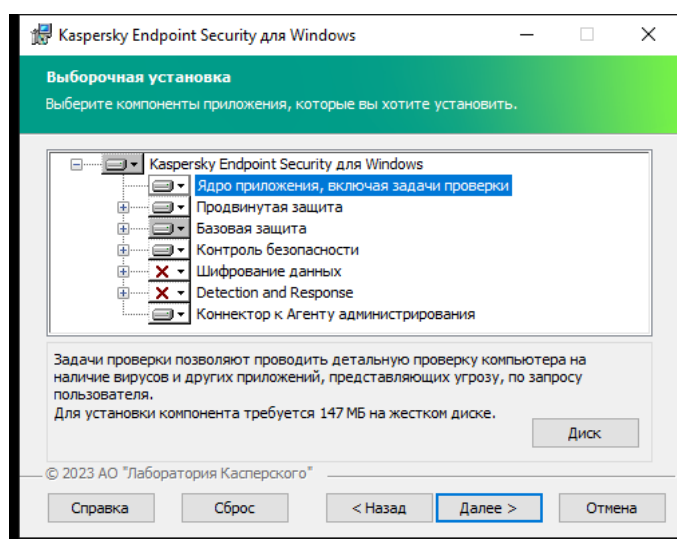 Kaspersky Endpoint Security для Windows
Выборочная установка
Выберите компоненты приложения, которые вы хотите установить.
Kaspersky Endpoint Security для Windows
Ядро приложения, включая задачи проверки
Продвинутая защита
Базовая защита
Контроль безопасности
Шифрование данных
Detection and Response
Коннектор к Агенту администрирования
Задачи проверки позволяют проводить детальную проверку компьютера на
наличие вирусов и других приложений, представляющих угрозу, по запросу
пользователя.
Для установки компонента требуется 147 МБ на жестком диске.
Диск
© 2023 АО "Лаборатория Касперского"
Справка Сброс < Назад Далее > Отмена